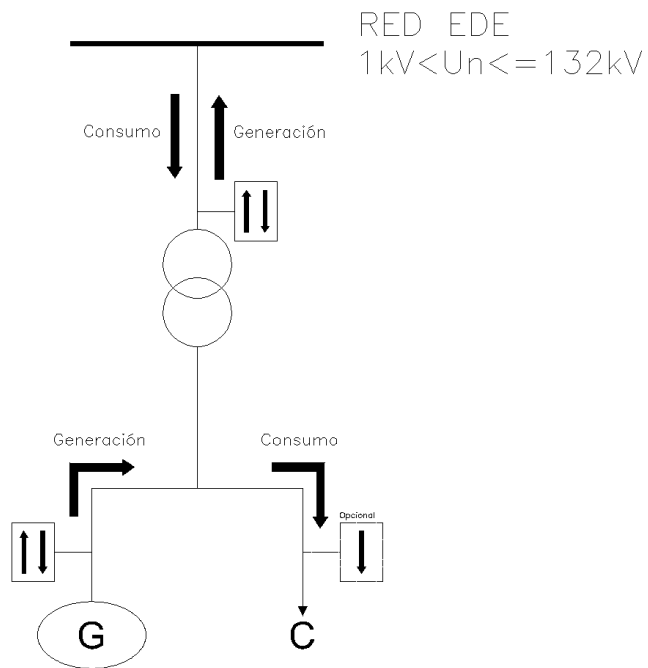 RED EDE
1kV<Un<=132kV
Consumo
Generación
Generación
Consumo
Opcional
G
C